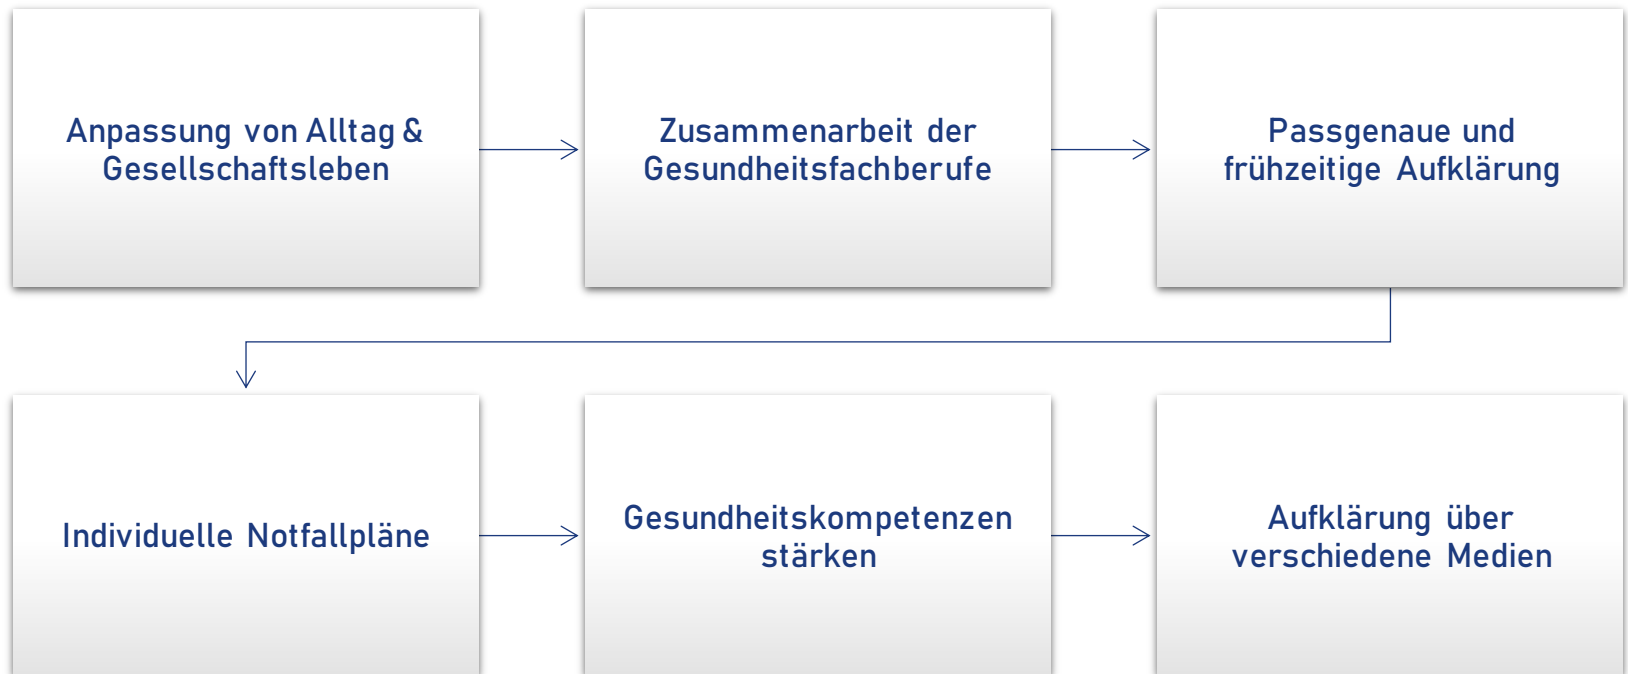 Anpassung von Alltag &
Gesellschaftsleben
Zusammenarbeit der
Gesundheitsfachberufe
Passgenaue und
frühzeitige Aufklärung
Individuelle Notfallpläne
Gesundheitskompetenzen
stärken
Aufklärung über
verschiedene Medien